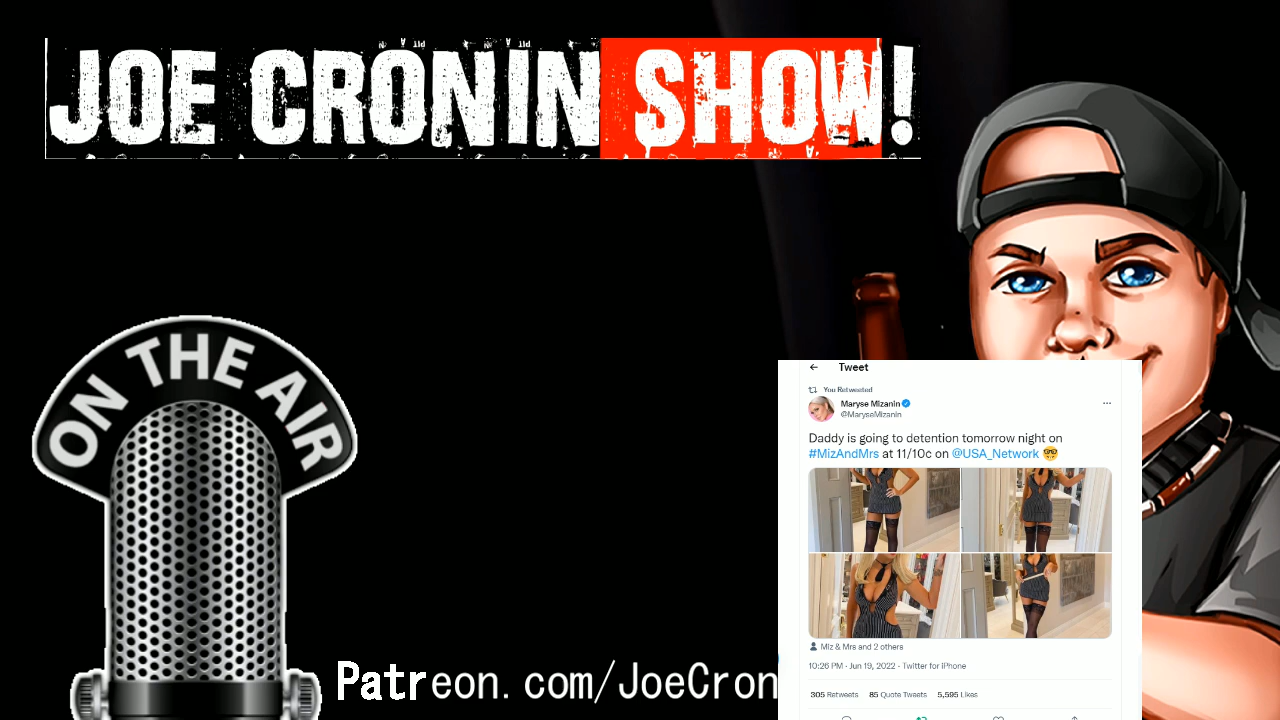 JOE CRONIN SHOW!
ON THE AIR
Patreon.com/JoeCron
Tweet
You Retweeted
Maryse Mizanin
@MaryseMizanin
Daddy is going to detention tomorrow night on
#MizAndMrs at 11/10c on @USA_Network
Miz & Mrs and 2 others
10:26 PM · Jun 19, 2022 · Twitter for iPhone
305 Retweets 85 Quote Tweets 5,595 Likes